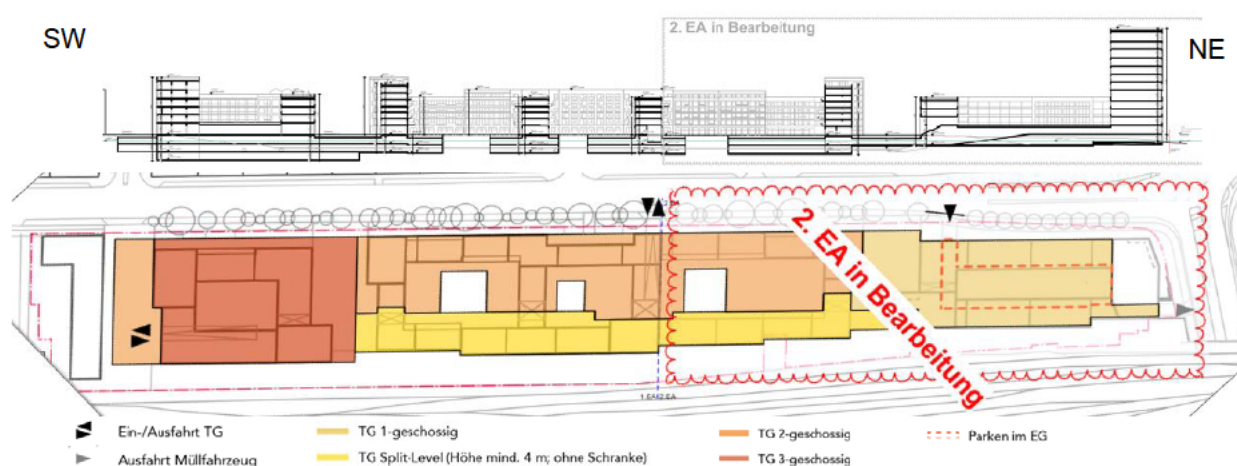 SW
2. EA in Bearbeitung
NE
2. EA in Bearbeitung
1.EA
2.EA
Ein-/Ausfahrt TG
TG 1-geschossig
TG 2-geschossig
Parken im EG
Ausfahrt Müllfahrzeug
TG Split-Level (Höhe mind. 4 m; ohne Schranke)
TG 3-geschossig